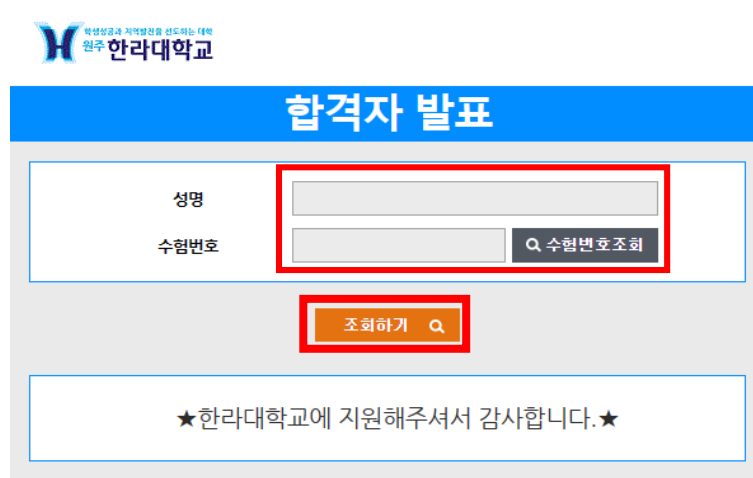 학생성공과 지역발전을 선도하는 대학
원주 한라대학교
합격자 발표
성명
수험번호
수험번호조회
조회하기
★한라대학교에 지원해주셔서 감사합니다.★